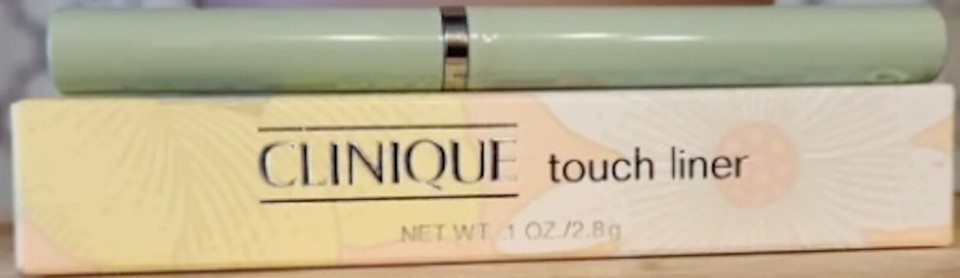 CLINIQUE touch liner
NET WT. .1 OZ./2.8g